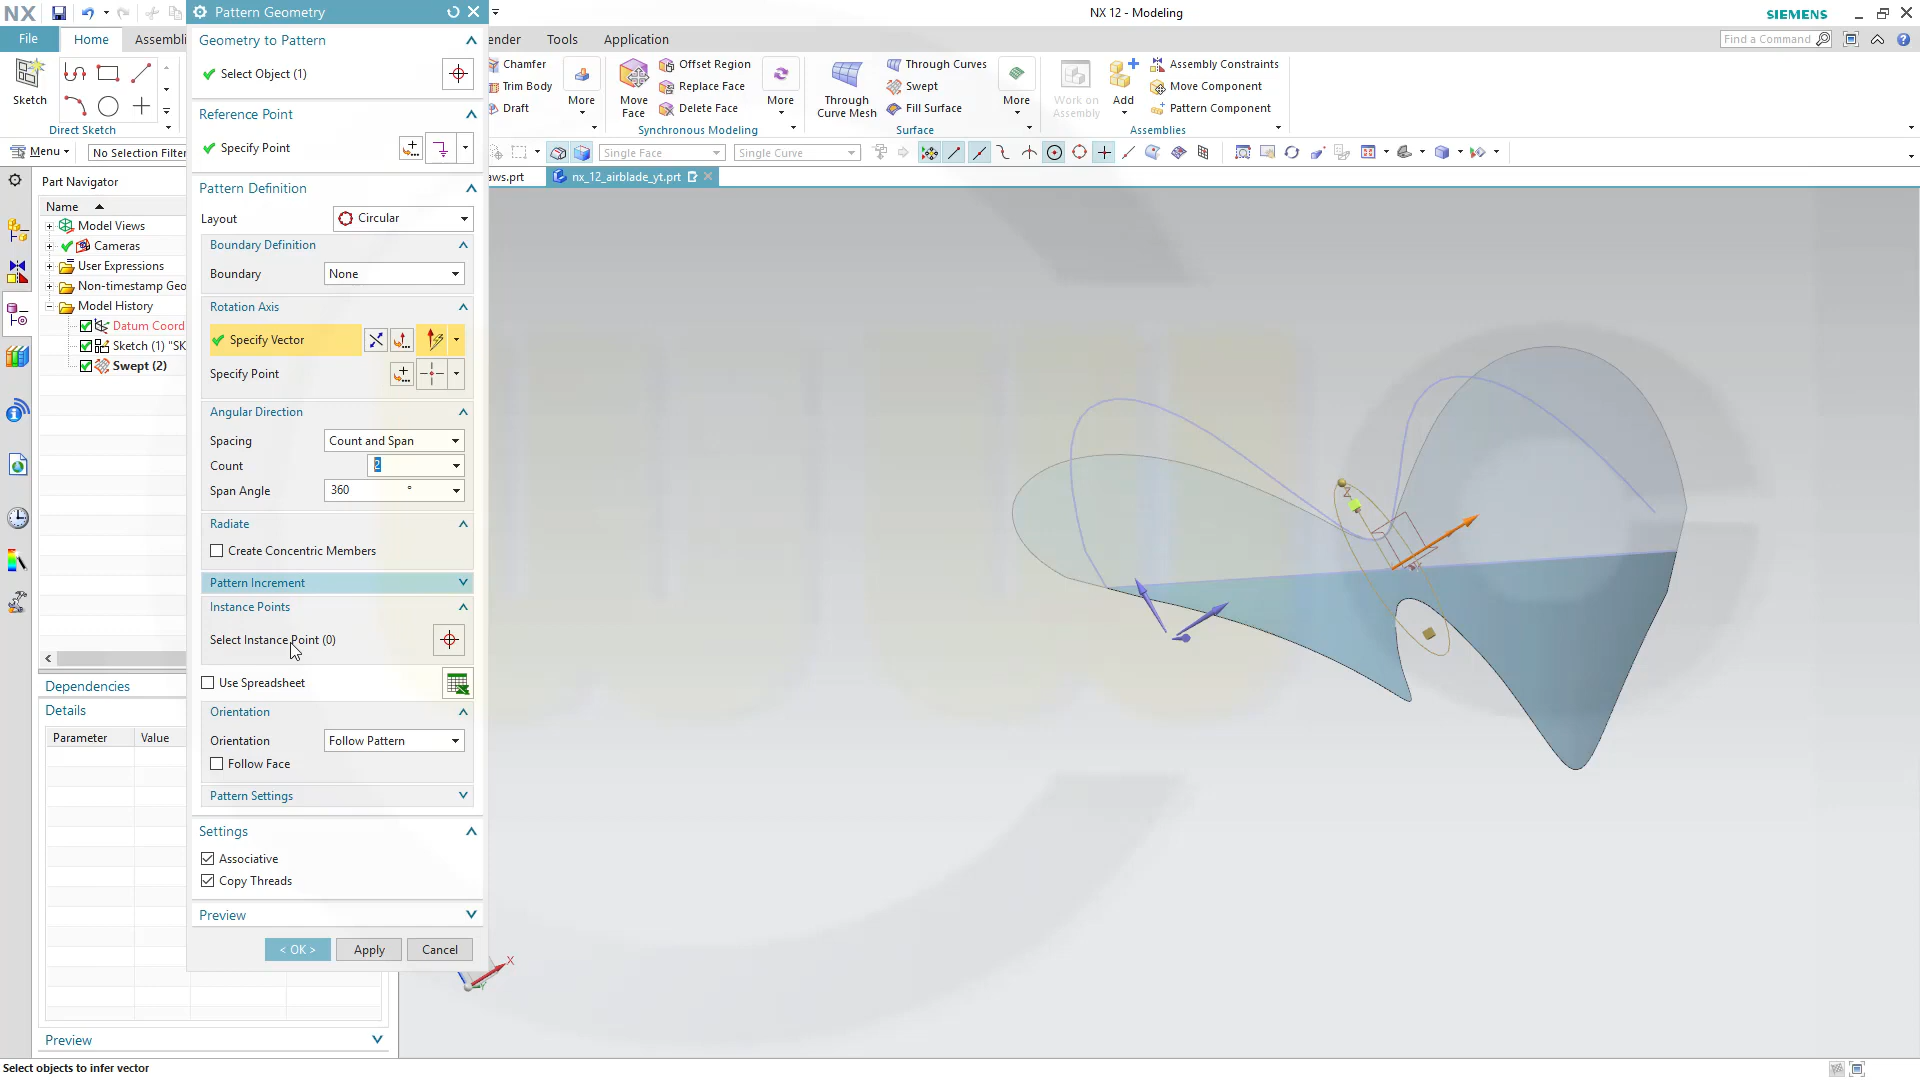 NX
Pattern Geometry
NX 12 - Modeling
SIEMENS
File
Home
Assembli
ender
Tools
Application
Find a Command
Sketch
Direct Sketch
Chamfer
Trim Body
Draft
More
Move
Face
Offset Region
Replace Face
Delete Face
More
Synchronous Modeling
Through
Curve Mesh
Through Curves
Swept
Fill Surface
More
Surface
Work on
Assembly
Add
Assembly Constraints
Move Component
Pattern Component
Assemblies
Menu
No Selection Filter
Single Face
Single Curve
aws.prt
nx_12_airblade_yt.prt
Part Navigator
Name
Model Views
Cameras
User Expressions
Non-timestamp Geo
Model History
Datum Coord
Sketch (1) "SK
Swept (2)
Dependencies
Details
Parameter
Value
Preview
Geometry to Pattern
Select Object (1)
Reference Point
Specify Point
Pattern Definition
Layout
Circular
Boundary Definition
Boundary
None
Rotation Axis
Specify Vector
Specify Point
Angular Direction
Spacing
Count and Span
Count
2
Span Angle
360
°
Radiate
Create Concentric Members
Pattern Increment
Instance Points
Select Instance Point (0)
Use Spreadsheet
Orientation
Orientation
Follow Pattern
Follow Face
Pattern Settings
Settings
Associative
Copy Threads
Preview
< OK >
Apply
Cancel
Z
X
Y
Select objects to infer vector